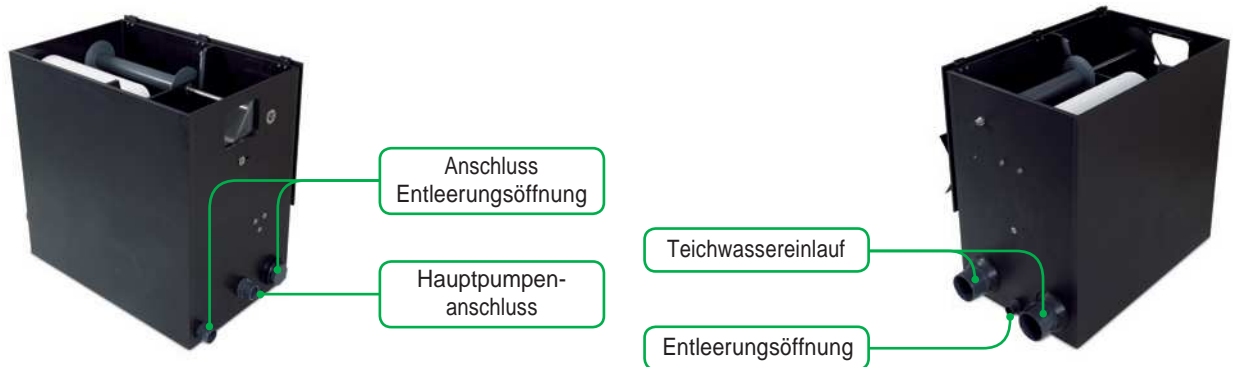 Anschluss
Entleerungsöffnung
Hauptpumpen-
anschluss
Teichwassereinlauf
Entleerungsöffnung